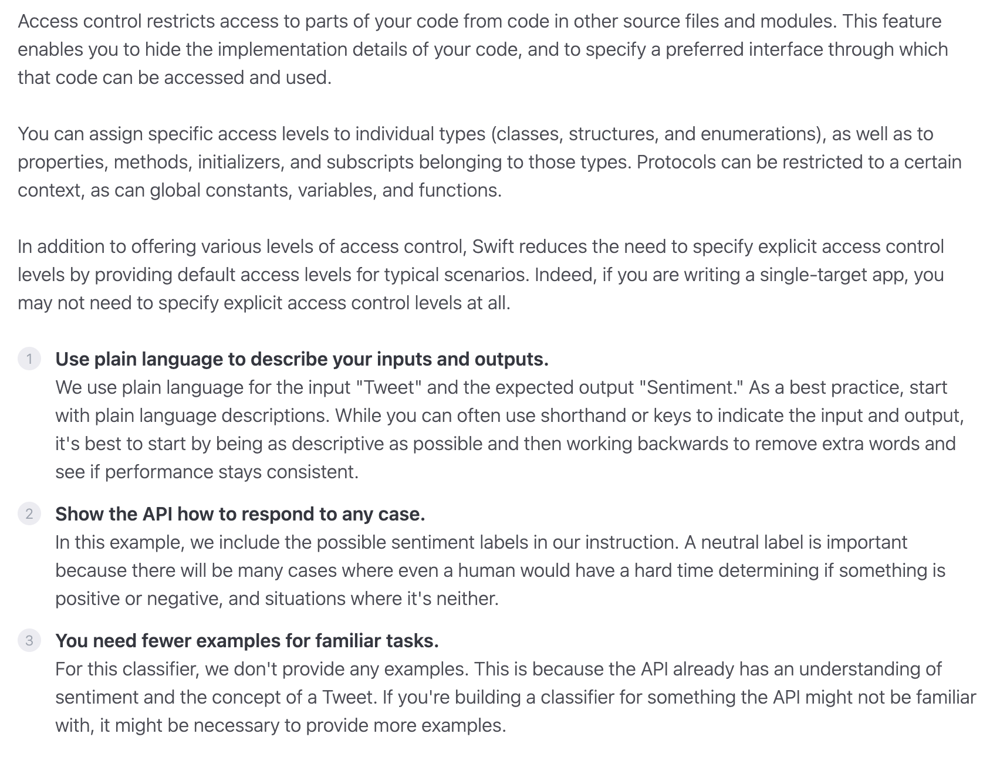 Access control restricts access to parts of your code from code in other source files and modules. This feature
enables you to hide the implementation details of your code, and to specify a preferred interface through which
that code can be accessed and used.
You can assign specific access levels to individual types (classes, structures, and enumerations), as well as to
properties, methods, initializers, and subscripts belonging to those types. Protocols can be restricted to a certain
context, as can global constants, variables, and functions.
In addition to offering various levels of access control, Swift reduces the need to specify explicit access control
levels by providing default access levels for typical scenarios. Indeed, if you are writing a single-target app, you
may not need to specify explicit access control levels at all.
1 Use plain language to describe your inputs and outputs.
We use plain language for the input "Tweet" and the expected output "Sentiment." As a best practice, start
with plain language descriptions. While you can often use shorthand or keys to indicate the input and output,
it's best to start by being as descriptive as possible and then working backwards to remove extra words and
see if performance stays consistent.
2 Show the API how to respond to any case.
In this example, we include the possible sentiment labels in our instruction. A neutral label is important
because there will be many cases where even a human would have a hard time determining if something is
positive or negative, and situations where it's neither.
3 You need fewer examples for familiar tasks.
For this classifier, we don't provide any examples. This is because the API already has an understanding of
sentiment and the concept of a Tweet. If you're building a classifier for something the API might not be familiar
with, it might be necessary to provide more examples.